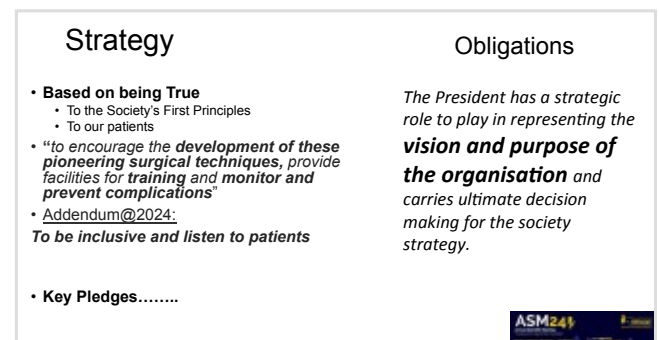 Strategy
• Based on being True
• To the Society's First Principles
• To our patients
• "to encourage the development of these
pioneering surgical techniques, provide
facilities for training and monitor and
prevent complications"
• Addendum@2024:
To be inclusive and listen to patients
• Key Pledges........
Obligations
The President has a strategic
role to play in representing the
vision and purpose of
the organisation and
carries ultimate decision
making for the society
strategy.
ASM24